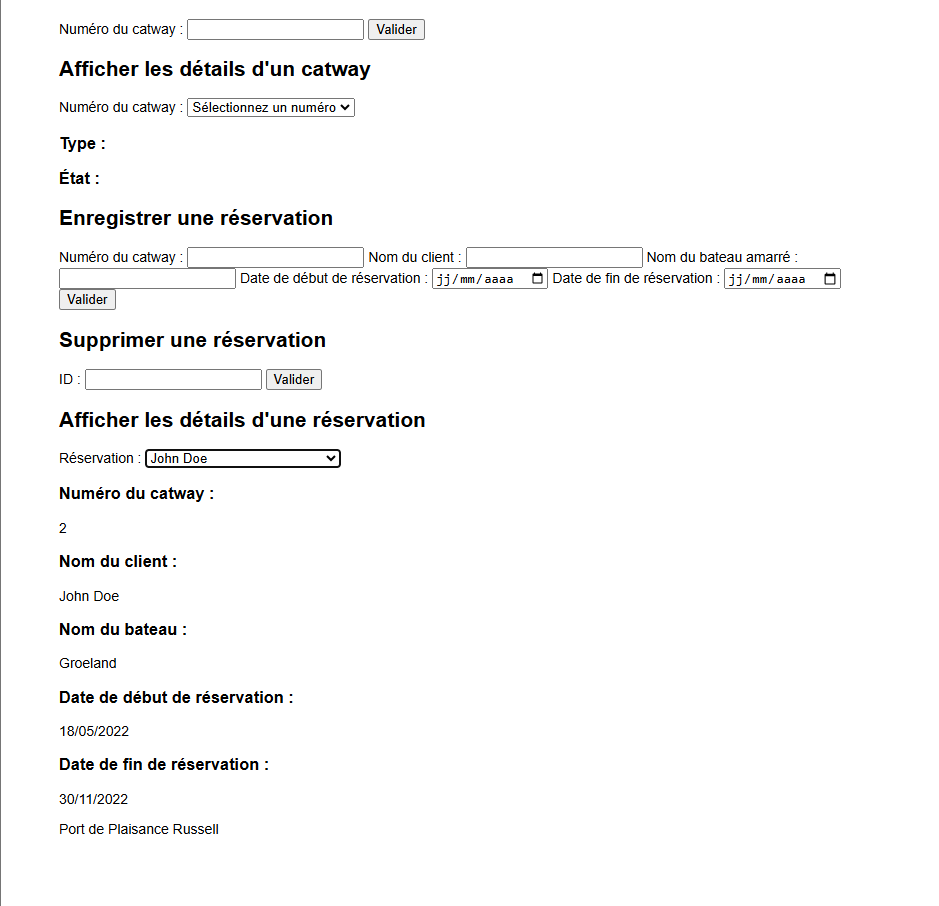 Numéro du catway : Valider
Afficher les détails d'un catway
Numéro du catway : Sélectionnez un numéro
Type :
État :
Enregistrer une réservation
Numéro du catway : Nom du client : Nom du bateau amarré :
Date de début de réservation : jj/mm/aaaa Date de fin de réservation : jj/mm/aaaa
Valider
Supprimer une réservation
ID : Valider
Afficher les détails d'une réservation
Réservation : John Doe
Numéro du catway :
2
Nom du client :
John Doe
Nom du bateau :
Groeland
Date de début de réservation :
18/05/2022
Date de fin de réservation :
30/11/2022
Port de Plaisance Russell